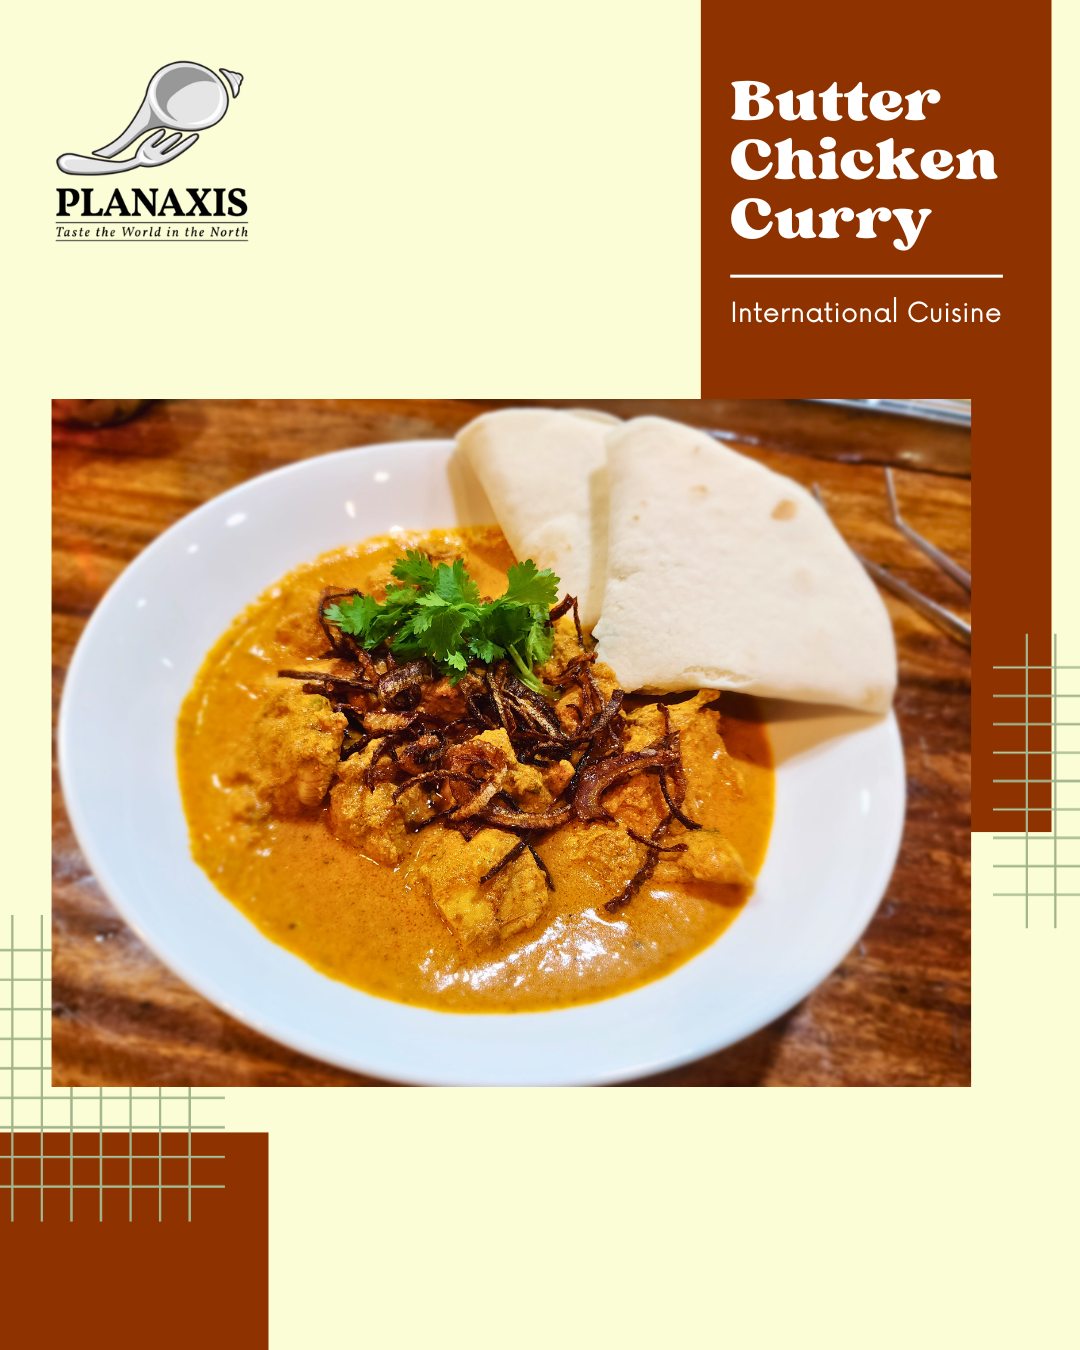 PLANAXIS
Taste the World in the North
Butter
Chicken
Curry
International Cuisine